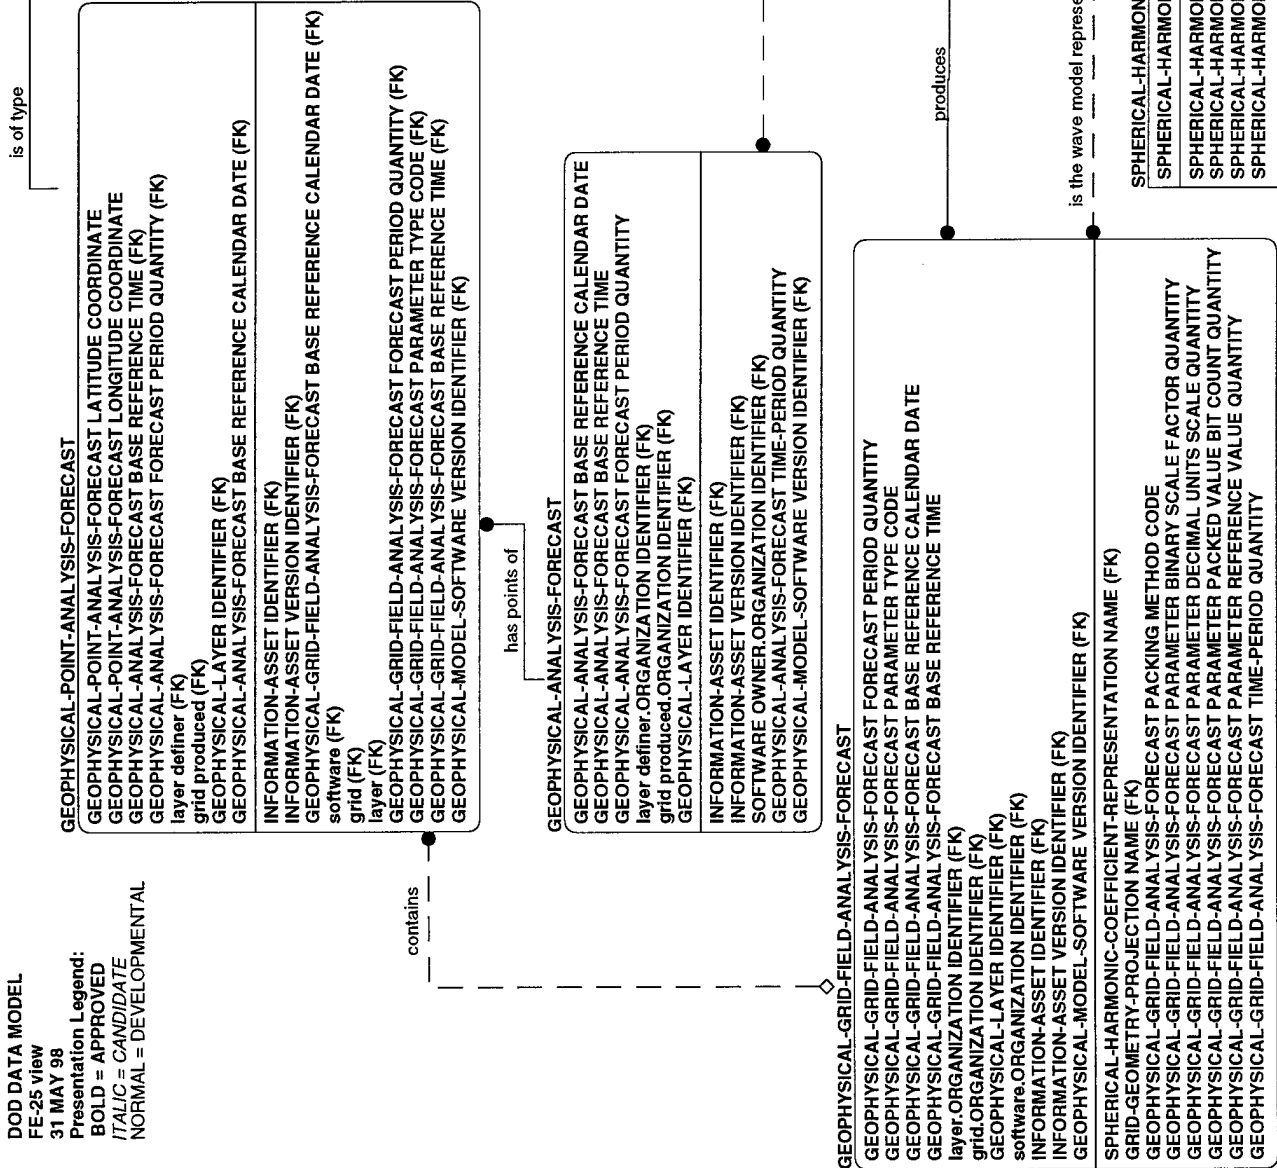 DOD DATA MODEL
FE-25 view
31 MAY 98
Presentation Legend:
BOLD = APPROVED
ITALIC = CANDIDATE
NORMAL = DEVELOPMENTAL
is of type
GEOPHYSICAL-POINT-ANALYSIS-FORECAST
GEOPHYSICAL-POINT-ANALYSIS-FORECAST LATITUDE COORDINATE
GEOPHYSICAL-POINT-ANALYSIS-FORECAST LONGITUDE COORDINATE
GEOPHYSICAL-ANALYSIS-FORECAST BASE REFERENCE TIME (FK)
GEOPHYSICAL-ANALYSIS-FORECAST FORECAST PERIOD QUANTITY (FK)
layer definer (FK)
grid produced (FK)
GEOPHYSICAL-LAYER IDENTIFIER (FK)
GEOPHYSICAL-ANALYSIS-FORECAST BASE REFERENCE CALENDAR DATE (FK)
INFORMATION-ASSET IDENTIFIER (FK)
INFORMATION-ASSET VERSION IDENTIFIER (FK)
GEOPHYSICAL-GRID-FIELD-ANALYSIS-FORECAST BASE REFERENCE CALENDAR DATE (FK)
software (FK)
grid (FK)
layer (FK)
GEOPHYSICAL-GRID-FIELD-ANALYSIS-FORECAST FORECAST PERIOD QUANTITY (FK)
GEOPHYSICAL-GRID-FIELD-ANALYSIS-FORECAST PARAMETER TYPE CODE (FK)
GEOPHYSICAL-GRID-FIELD-ANALYSIS-FORECAST BASE REFERENCE TIME (FK)
GEOPHYSICAL-MODEL-SOFTWARE VERSION IDENTIFIER (FK)
contains
has points of
GEOPHYSICAL-ANALYSIS-FORECAST
GEOPHYSICAL-ANALYSIS-FORECAST BASE REFERENCE CALENDAR DATE
GEOPHYSICAL-ANALYSIS-FORECAST BASE REFERENCE TIME
GEOPHYSICAL-ANALYSIS-FORECAST FORECAST PERIOD QUANTITY
layer definer.ORGANIZATION IDENTIFIER (FK)
grid produced.ORGANIZATION IDENTIFIER (FK)
GEOPHYSICAL-LAYER IDENTIFIER (FK)
INFORMATION-ASSET IDENTIFIER (FK)
INFORMATION-ASSET VERSION IDENTIFIER (FK)
SOFTWARE OWNER.ORGANIZATION IDENTIFIER (FK)
GEOPHYSICAL-ANALYSIS-FORECAST TIME-PERIOD QUANTITY
GEOPHYSICAL-MODEL-SOFTWARE VERSION IDENTIFIER (FK)
GEOPHYSICAL-GRID-FIELD-ANALYSIS-FORECAST
GEOPHYSICAL-GRID-FIELD-ANALYSIS-FORECAST FORECAST PERIOD QUANTITY
GEOPHYSICAL-GRID-FIELD-ANALYSIS-FORECAST PARAMETER TYPE CODE
GEOPHYSICAL-GRID-FIELD-ANALYSIS-FORECAST BASE REFERENCE CALENDAR DATE
GEOPHYSICAL-GRID-FIELD-ANALYSIS-FORECAST BASE REFERENCE TIME
layer.ORGANIZATION IDENTIFIER (FK)
grid.ORGANIZATION IDENTIFIER (FK)
GEOPHYSICAL-LAYER IDENTIFIER (FK)
software.ORGANIZATION IDENTIFIER (FK)
INFORMATION-ASSET IDENTIFIER (FK)
INFORMATION-ASSET VERSION IDENTIFIER (FK)
GEOPHYSICAL-MODEL-SOFTWARE VERSION IDENTIFIER (FK)
SPHERICAL-HARMONIC-COEFFICIENT-REPRESENTATION NAME (FK)
GRID-GEOMETRY-PROJECTION NAME (FK)
GEOPHYSICAL-GRID-FIELD-ANALYSIS-FORECAST PACKING METHOD CODE
GEOPHYSICAL-GRID-FIELD-ANALYSIS-FORECAST PARAMETER BINARY SCALE FACTOR QUANTITY
GEOPHYSICAL-GRID-FIELD-ANALYSIS-FORECAST PARAMETER DECIMAL UNITS SCALE QUANTITY
GEOPHYSICAL-GRID-FIELD-ANALYSIS-FORECAST PARAMETER PACKED VALUE BIT COUNT QUANTITY
GEOPHYSICAL-GRID-FIELD-ANALYSIS-FORECAST PARAMETER REFERENCE VALUE QUANTITY
GEOPHYSICAL-GRID-FIELD-ANALYSIS-FORECAST TIME-PERIOD QUANTITY
produces
is the wave model represe
SPHERICAL-HARMON
SPHERICAL-HARMO
SPHERICAL-HARMO
SPHERICAL-HARMO
SPHERICAL-HARMO
SPHERICAL-HARMO